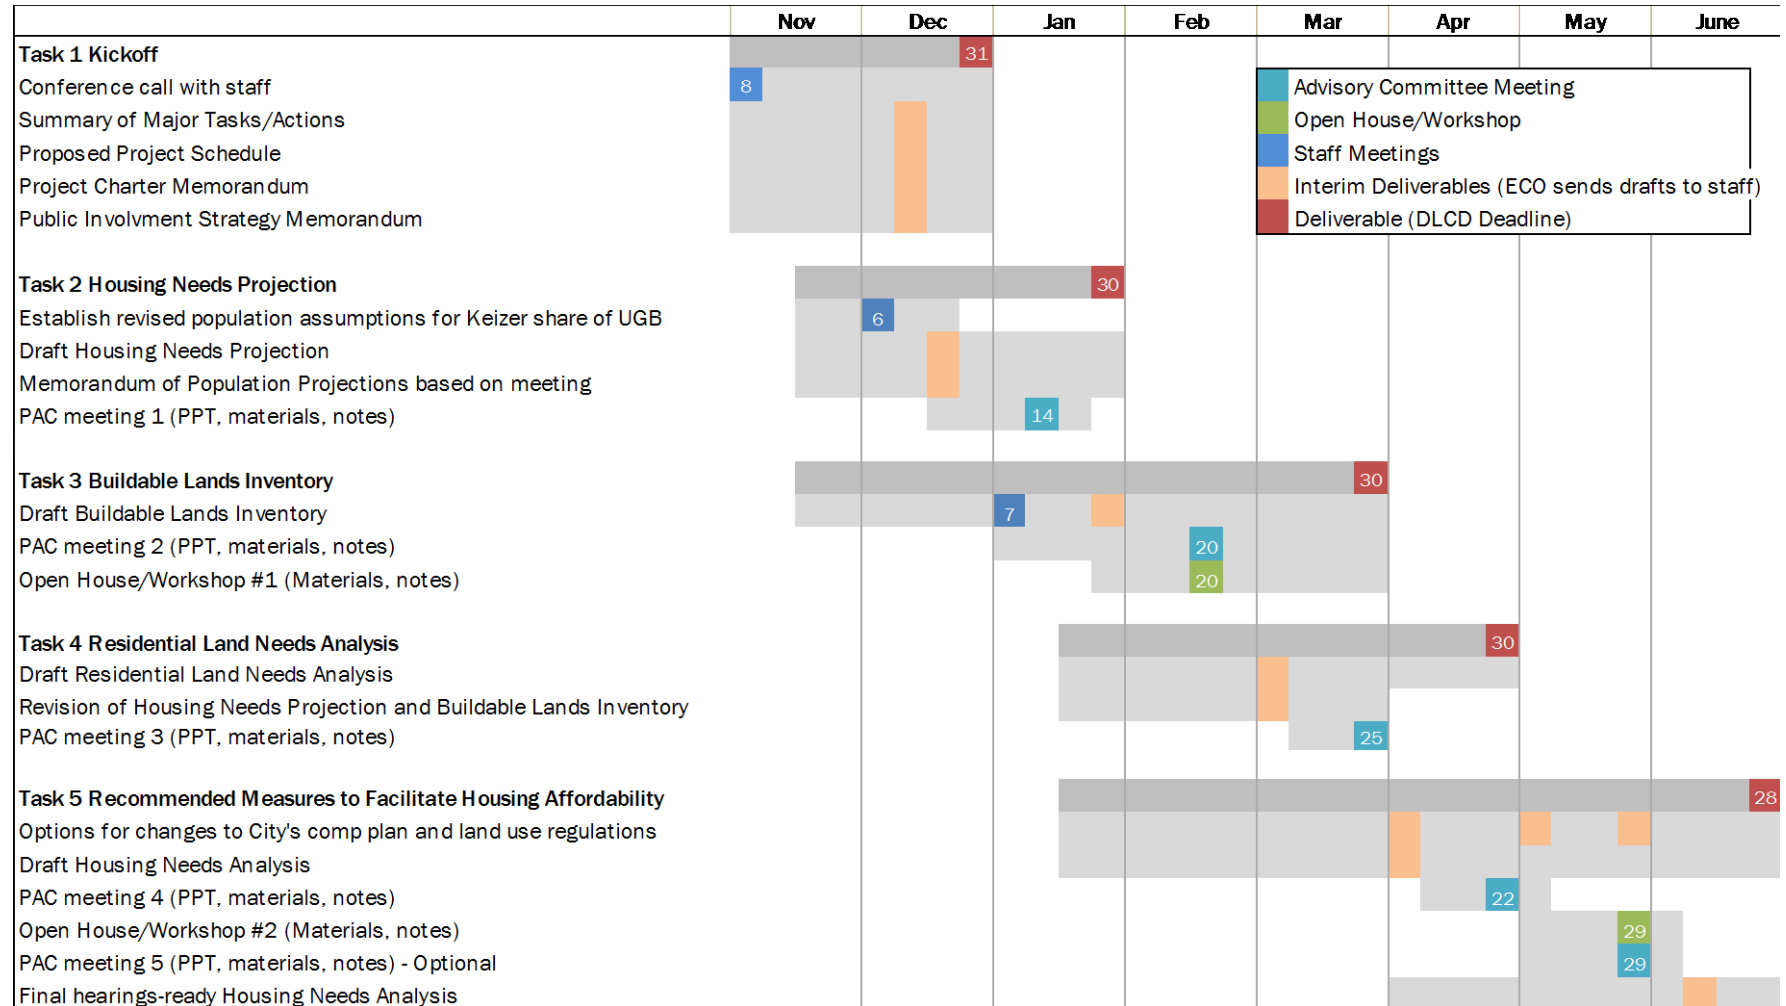 Nov Dec Jan Feb Mar Apr May June
Task 1 Kickoff 31
Conference call with staff 8
Summary of Major Tasks/Actions
Proposed Project Schedule
Project Charter Memorandum
Public Involvment Strategy Memorandum
Advisory Committee Meeting
Open House/Workshop
Staff Meetings
Interim Deliverables (ECO sends drafts to staff)
Deliverable (DLCD Deadline)
Task 2 Housing Needs Projection 30
Establish revised population assumptions for Keizer share of UGB 6
Draft Housing Needs Projection
Memorandum of Population Projections based on meeting
PAC meeting 1 (PPT, materials, notes) 14
Task 3 Buildable Lands Inventory 30
Draft Buildable Lands Inventory 7
PAC meeting 2 (PPT, materials, notes) 20
Open House/Workshop #1 (Materials, notes) 20
Task 4 Residential Land Needs Analysis 30
Draft Residential Land Needs Analysis
Revision of Housing Needs Projection and Buildable Lands Inventory
PAC meeting 3 (PPT, materials, notes) 25
Task 5 Recommended Measures to Facilitate Housing Affordability 28
Options for changes to City's comp plan and land use regulations
Draft Housing Needs Analysis
PAC meeting 4 (PPT, materials, notes) 22
Open House/Workshop #2 (Materials, notes) 29
PAC meeting 5 (PPT, materials, notes) - Optional 29
Final hearings-ready Housing Needs Analysis